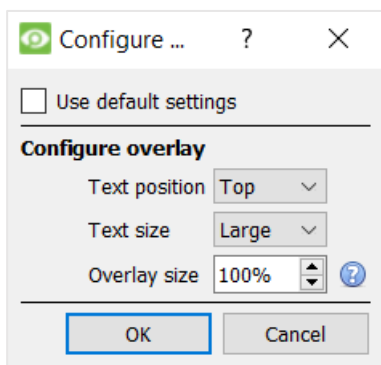 Configure ... ?
Use default settings
Configure overlay
Text position Top
Text size Large
Overlay size 100% ?
OK Cancel